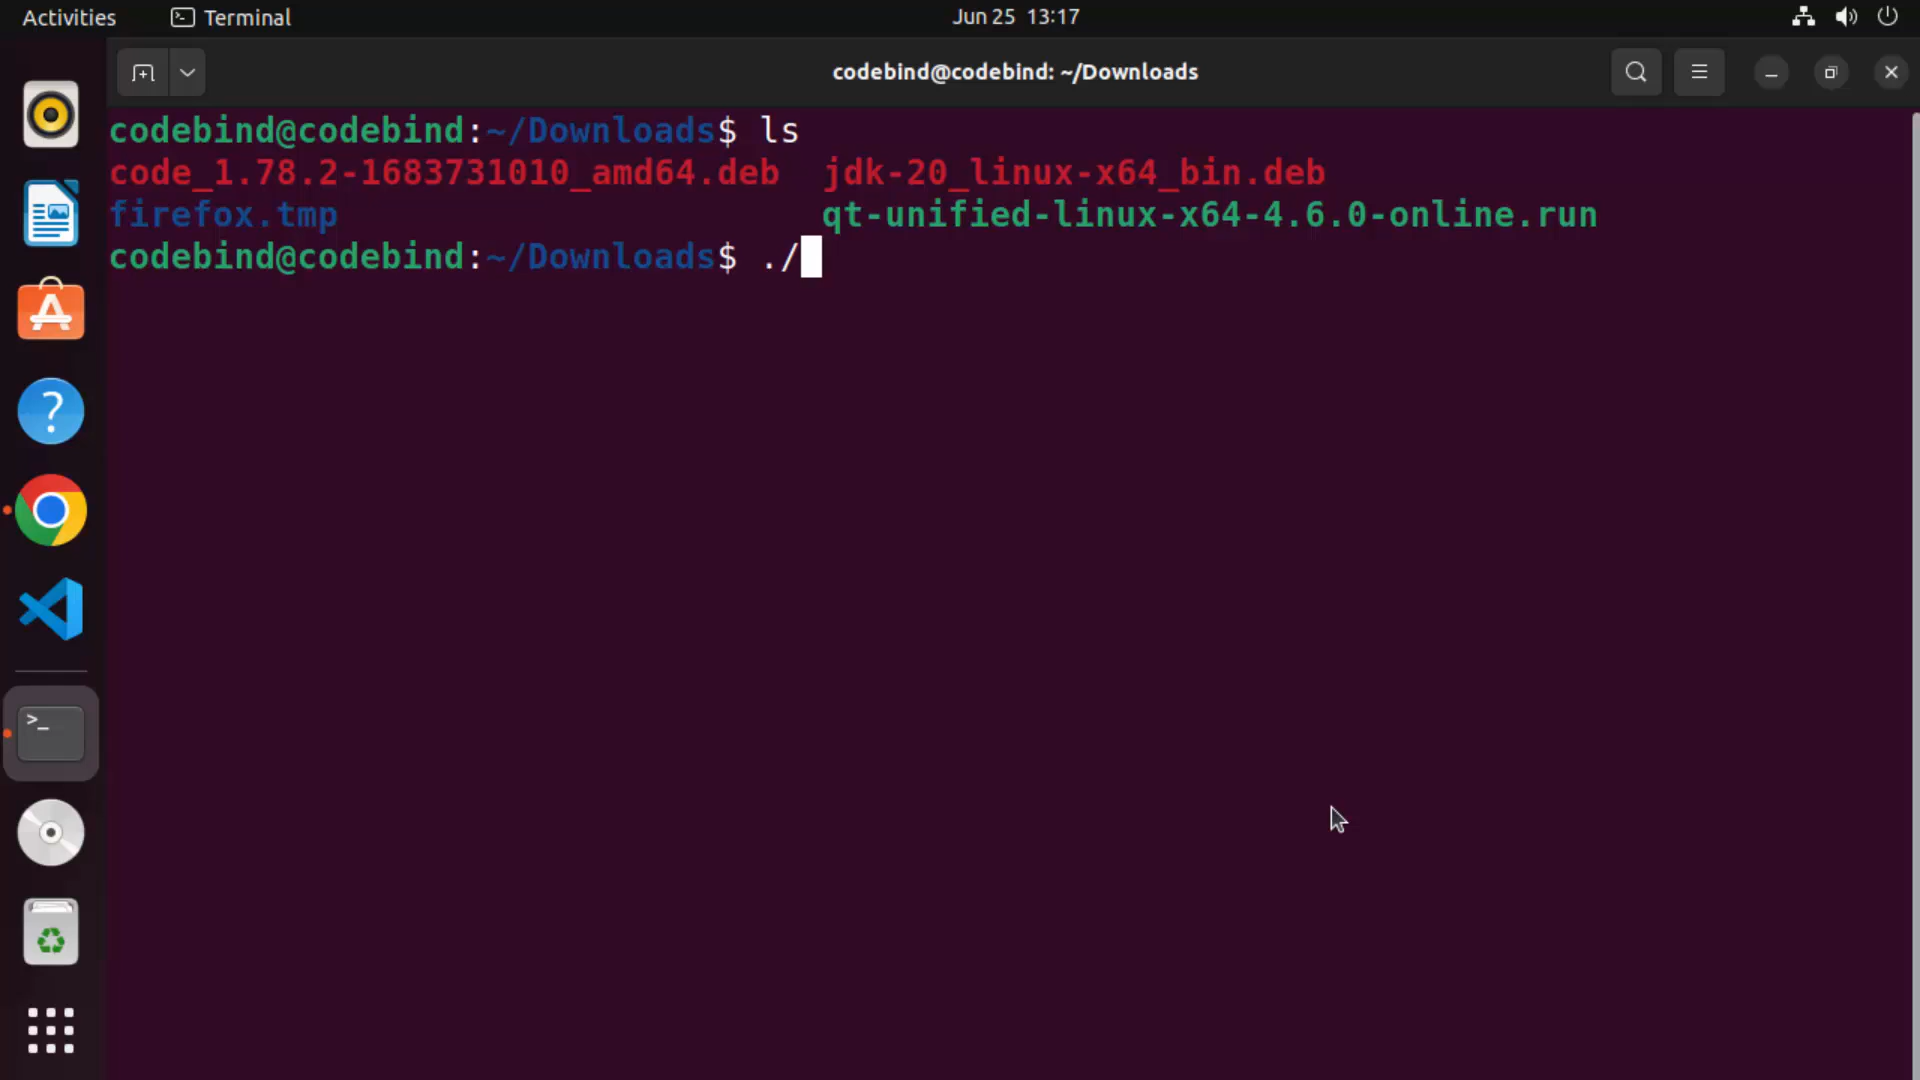 Activities Terminal Jun 25 13:17
codebind@codebind: ~/Downloads
codebind@codebind:~/Downloads$ ls
code_1.78.2-1683731010_amd64.deb jdk-20_linux-x64_bin.deb
firefox.tmp qt-unified-linux-x64-4.6.0-online.run
codebind@codebind:~/Downloads$ ./